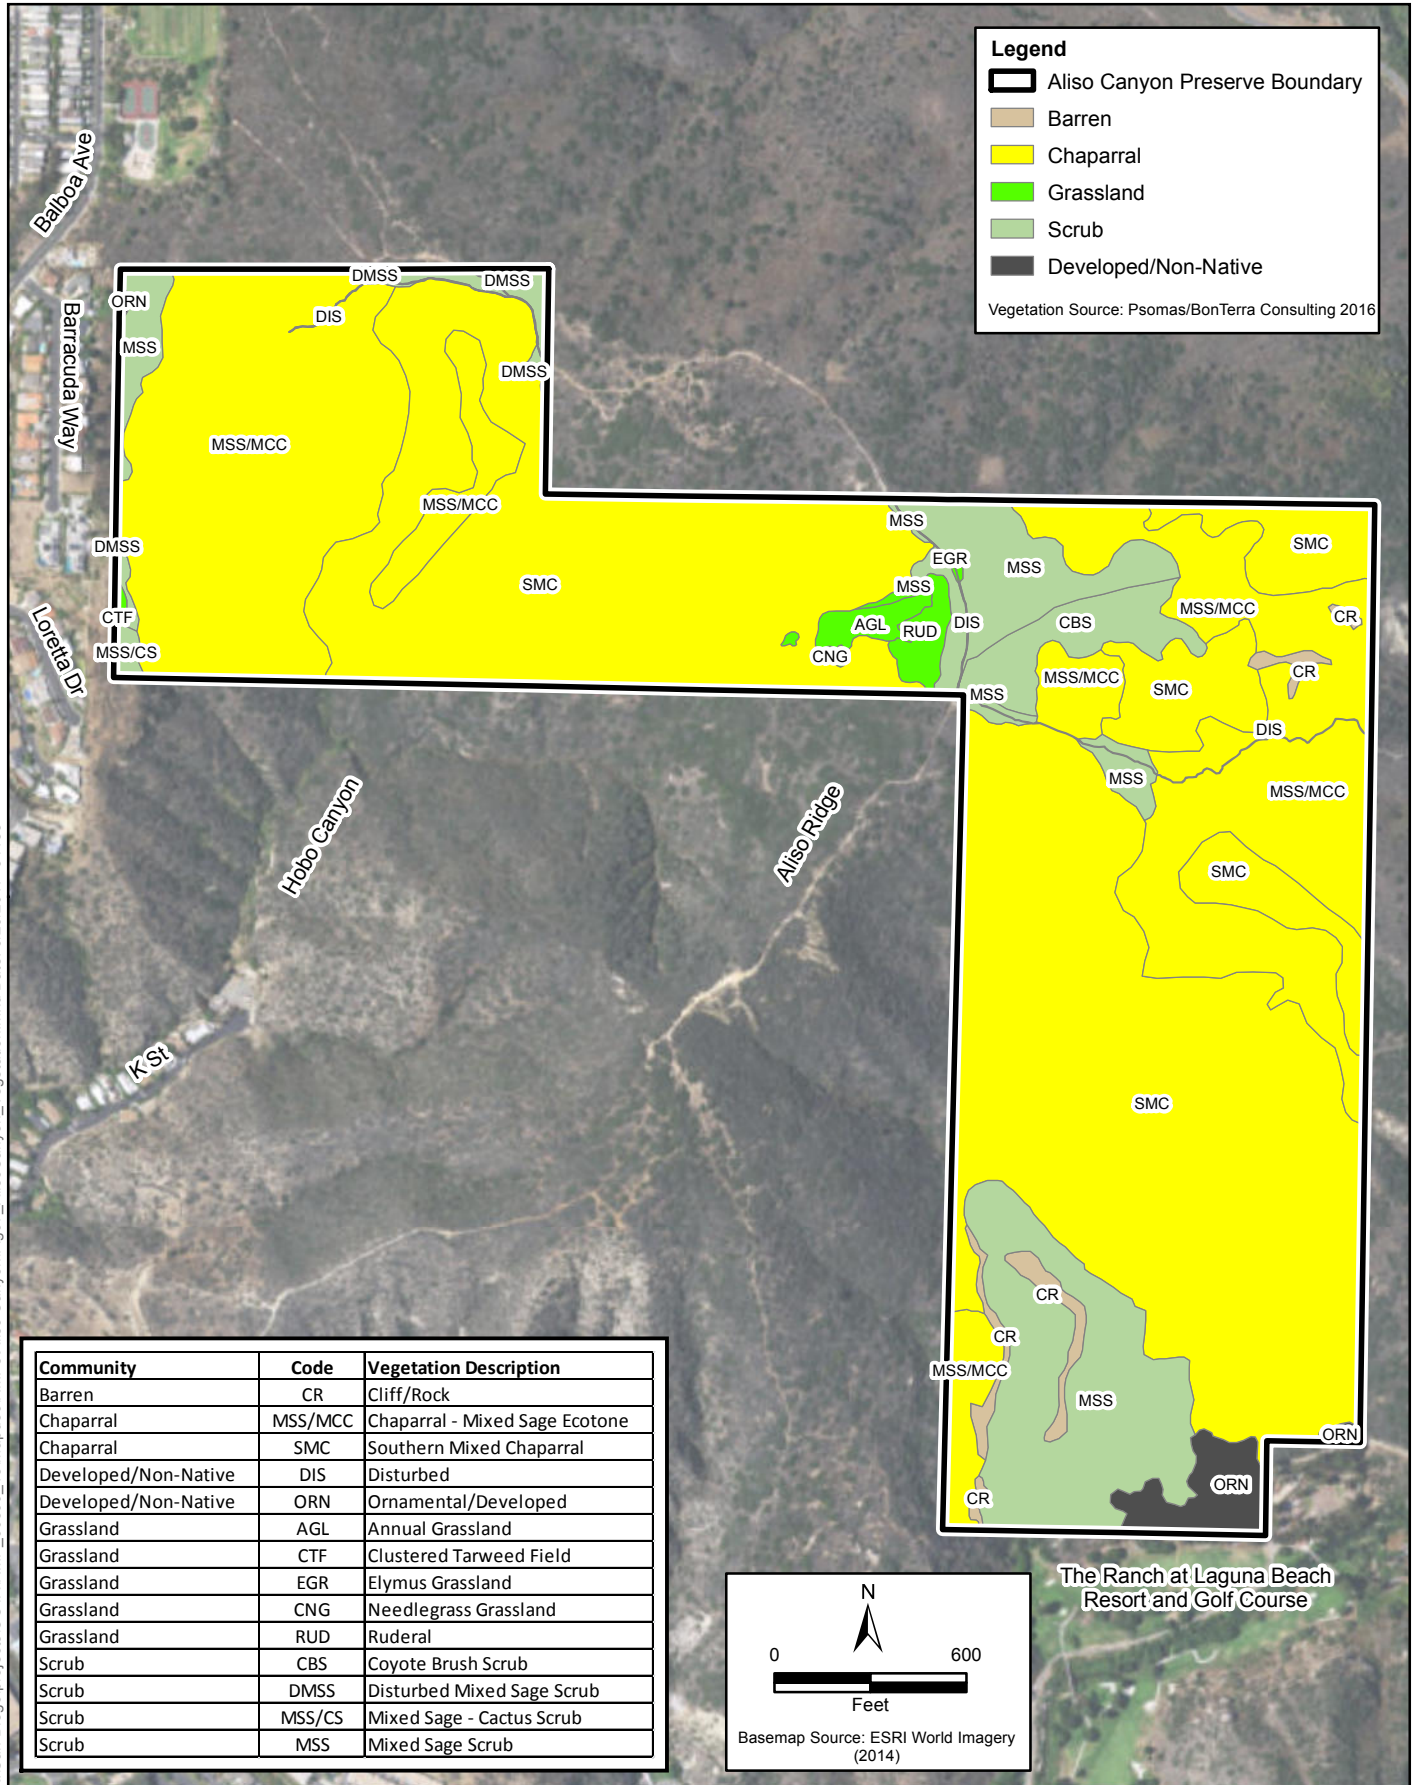 Legend
Aliso Canyon Preserve Boundary
Barren
Chaparral
Grassland
Scrub
Developed/Non-Native
Vegetation Source: Psomas/BonTerra Consulting 2016
Balboa Ave
Barracuda Way
Loretta Dr
Hobo Canyon
Aliso Ridge
K St
DMSS
DMSS
ORN
DIS
MSS
DMSS
MSS/MCC
MSS/MCC
MSS
DMSS
EGR
MSS
SMC
SMC
MSS
CTF
AGL
RUD
DIS
CBS
MSS/MCC
CR
MSS/CS
CNG
MSS/MCC
CR
MSS
SMC
DIS
MSS
MSS/MCC
SMC
SMC
CR
CR
MSS/MCC
MSS
ORN
ORN
CR
The Ranch at Laguna Beach
Resort and Golf Course
Community Code Vegetation Description
Barren CR Cliff/Rock
Chaparral MSS/MCC Chaparral - Mixed Sage Ecotone
Chaparral SMC Southern Mixed Chaparral
Developed/Non-Native DIS Disturbed
Developed/Non-Native ORN Ornamental/Developed
Grassland AGL Annual Grassland
Grassland CTF Clustered Tarweed Field
Grassland EGR Elymus Grassland
Grassland CNG Needlegrass Grassland
Grassland RUD Ruderal
Scrub CBS Coyote Brush Scrub
Scrub DMSS Disturbed Mixed Sage Scrub
Scrub MSS/CS Mixed Sage - Cactus Scrub
Scrub MSS Mixed Sage Scrub
N
0 600
Feet
Basemap Source: ESRI World Imagery
(2014)